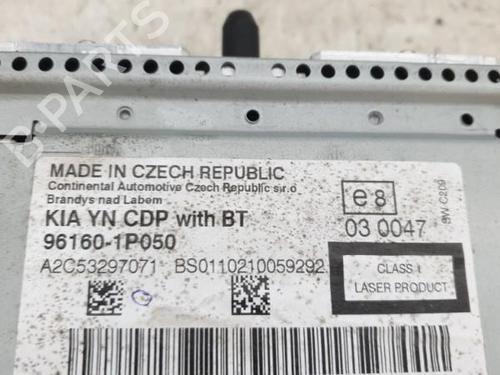 MADE IN CZECH REPUBLIC
Continental Automotive Czech Republic s.r.o
Brandys nad Labem
KIA YN CDP with BT
96160-1P050
A2C53297071 BS0110210059292
e8
03 0047
SW C209
CLASS 1
LASER PRODUCT